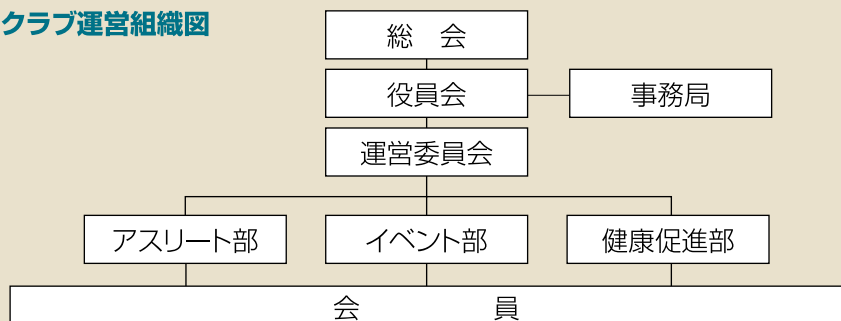 クラブ運営組織図
総　会
役員会
事務局
運営委員会
アスリート部
イベント部
健康促進部
会　員